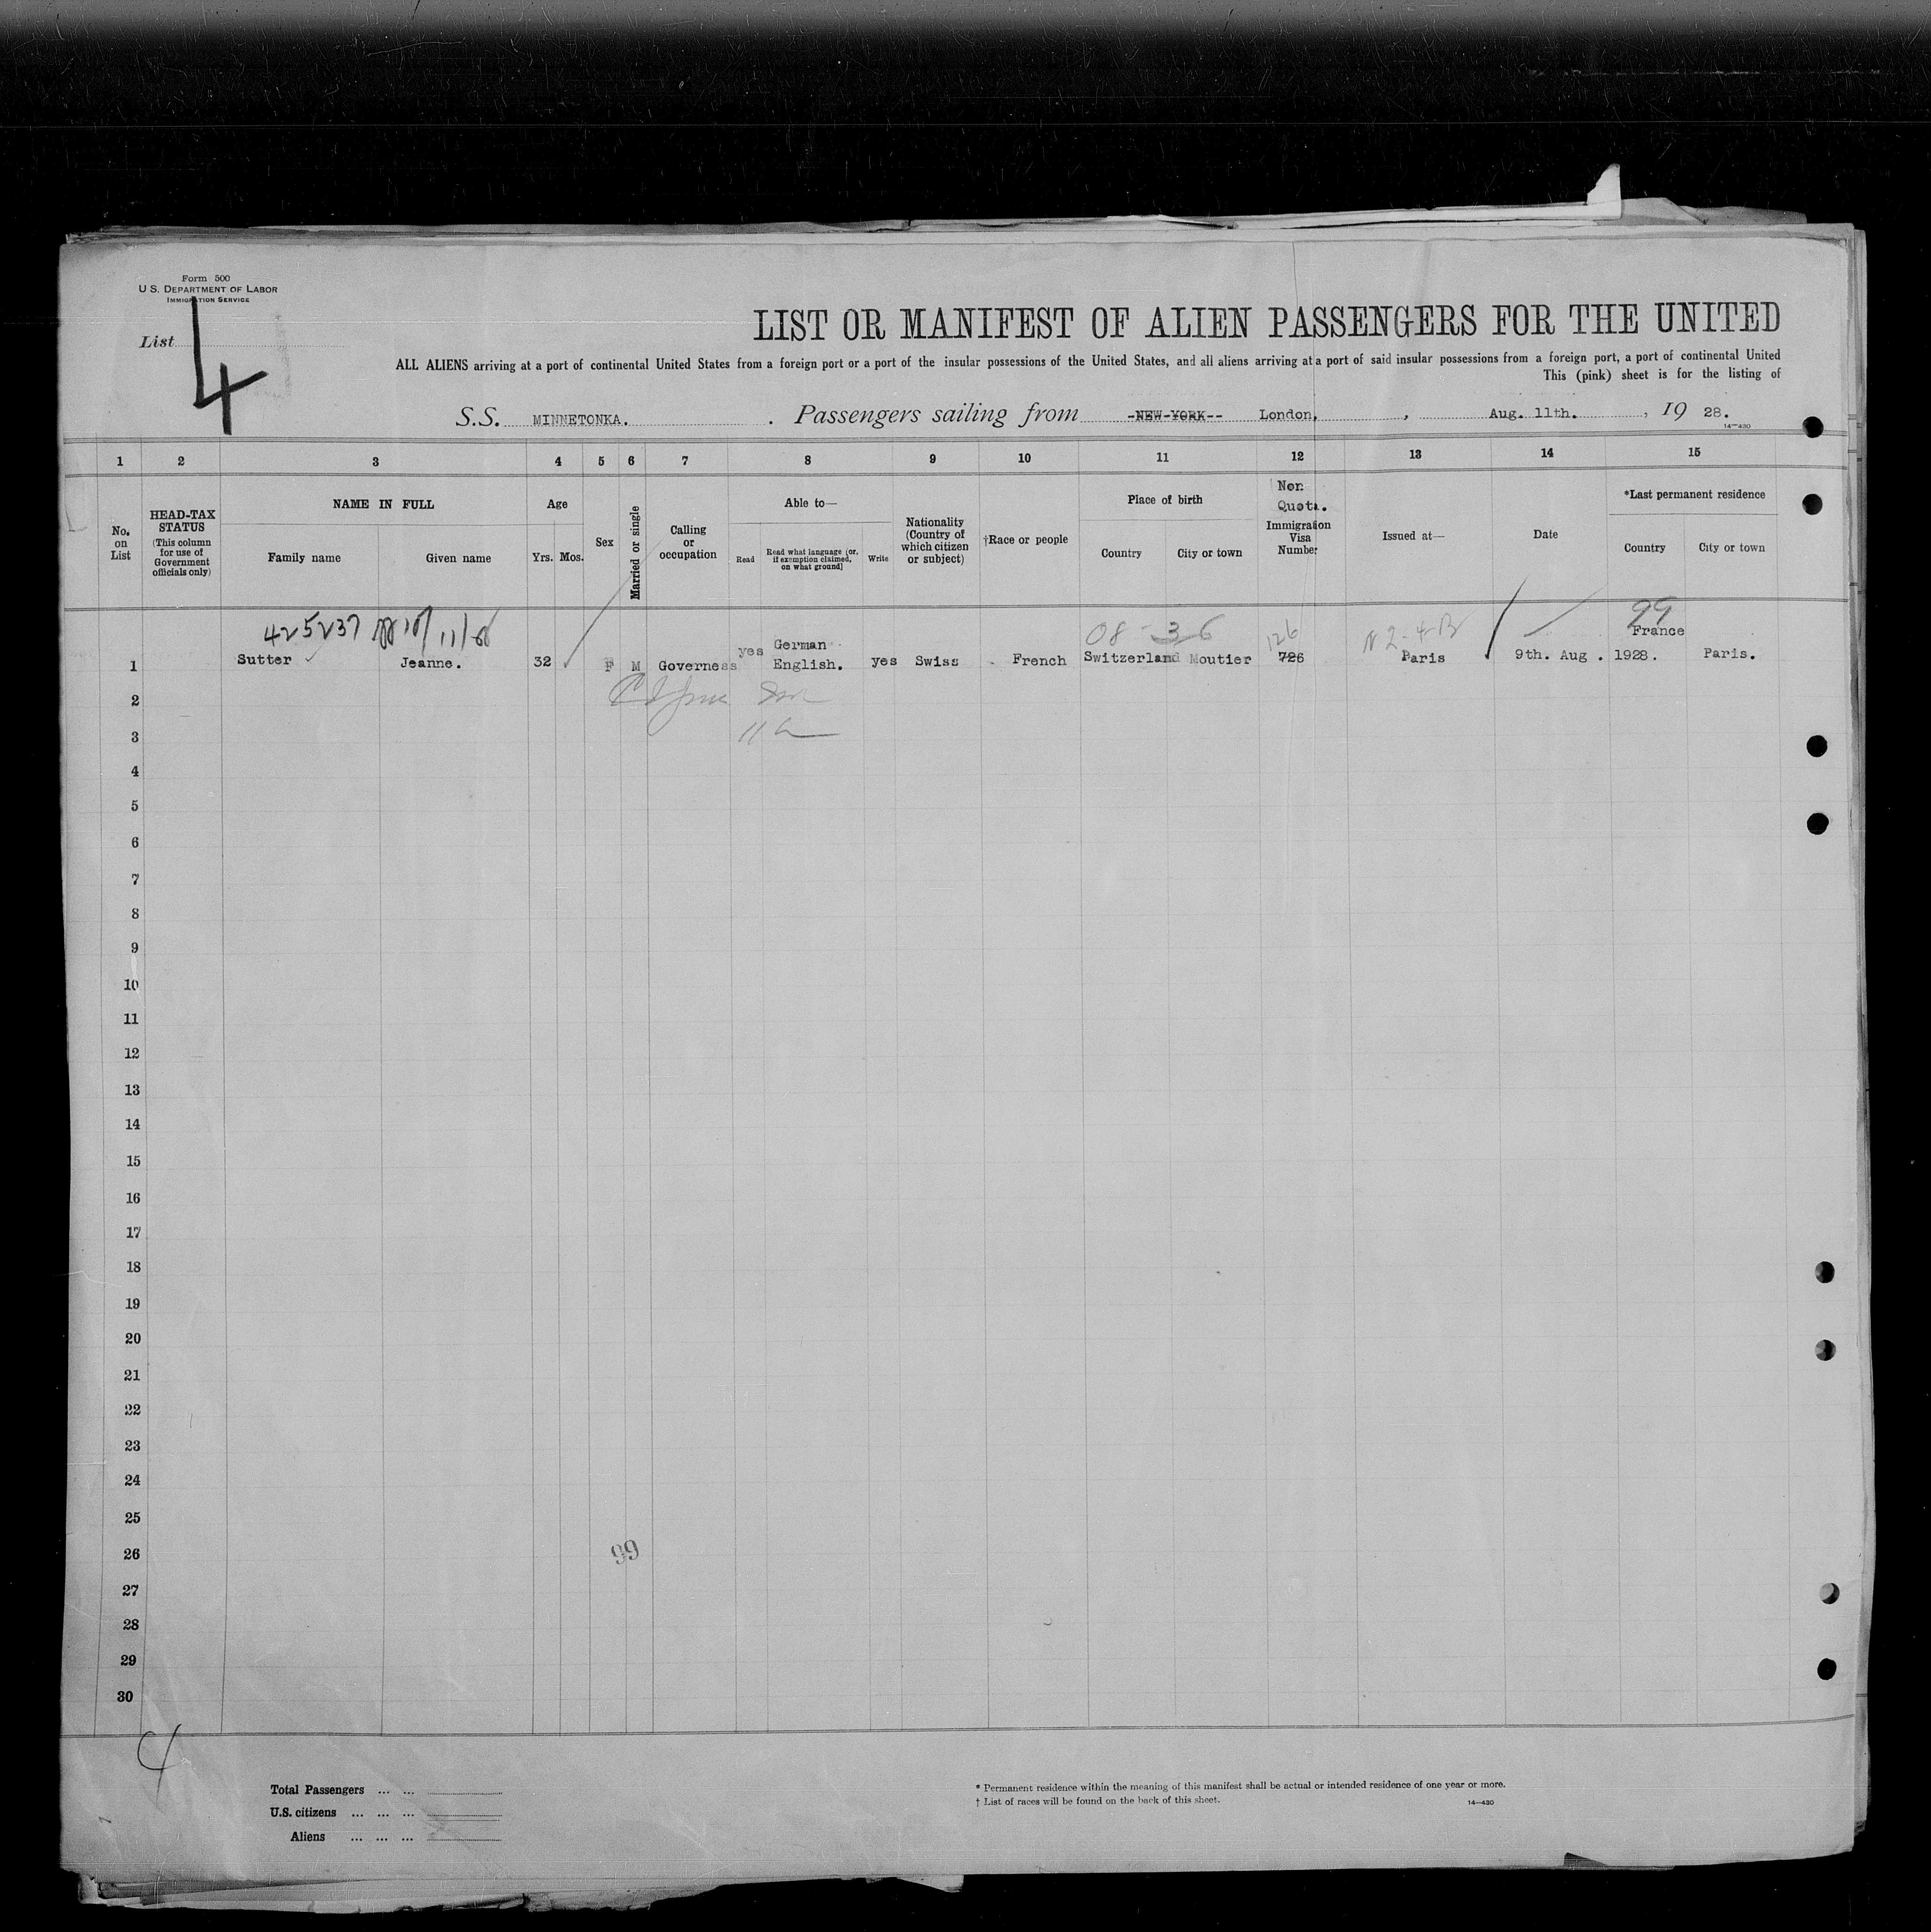 Form 500
U.S. DEPARTMENT OF LABOR
IMMIGRATION SERVICE
List 4
LIST OR MANIFEST OF ALIEN PASSENGERS FOR THE UNITED
ALL ALIENS arriving at a port of continental United States from a foreign port or a port of the insular possessions of the United States, and all aliens arriving at a port of said insular possessions from a foreign port, a port of continental United
This (pink) sheet is for the listing of
S.S. MINNETONKA. . Passengers sailing from -NEW-YORK-- London, , Aug. 11th. , 19 28.
14—430
1 2 3 4 5 6 7 8 9 10 11 12 13 14 15
No. on List
HEAD-TAX STATUS
(This column for use of Government officials only)
NAME IN FULL
Family name Given name
Age
Yrs. Mos.
Sex
Married or single
Calling or occupation
Able to—
Read Read what language (or, if exemption claimed, on what ground) Write
Nationality (Country of which citizen or subject)
†Race or people
Place of birth
Country City or town
Non Quota.
Immigration Visa Number
Issued at—
Date
*Last permanent residence
Country City or town
08 - 36 126 99
1 Sutter Jeanne. 32 F M Governess yes German English. yes Swiss French Switzerland Moutier 726 Paris 9th. Aug. 1928. France Paris.
2
3
4
5
6
7
8
9
10
11
12
13
14
15
16
17
18
19
20
21
22
23
24
25
26
99
27
28
29
30
4
Total Passengers ... ...
U.S. citizens ... ... ...
Aliens ... ... ...
* Permanent residence within the meaning of this manifest shall be actual or intended residence of one year or more.
† List of races will be found on the back of this sheet.
14—430